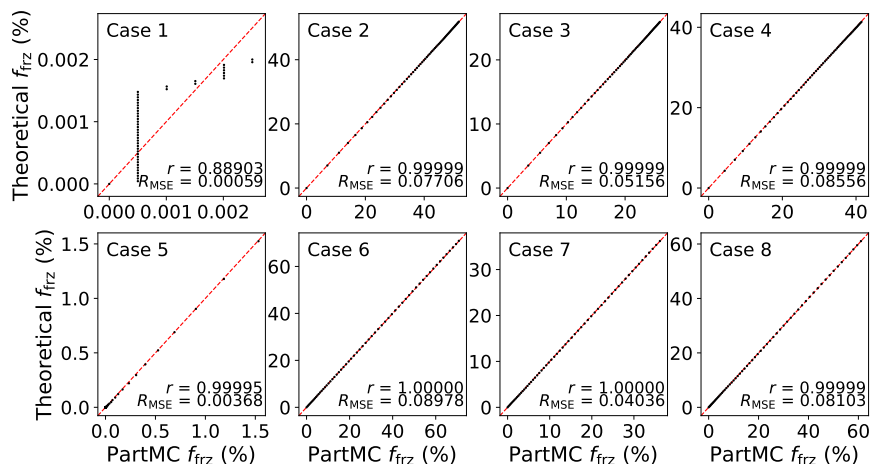 Theoretical f_frz (%)
Case 1
0.002
0.001
0.000
r = 0.88903
R_MSE = 0.00059
0.000 0.001 0.002
Case 2
40
20
0
r = 0.99999
R_MSE = 0.07706
0 20 40
Case 3
20
10
0
r = 0.99999
R_MSE = 0.05156
0 10 20
Case 4
40
20
0
r = 0.99999
R_MSE = 0.08556
0 20 40
Theoretical f_frz (%)
Case 5
1.5
1.0
0.5
0.0
r = 0.99995
R_MSE = 0.00368
0.0 0.5 1.0 1.5
PartMC f_frz (%)
Case 6
60
40
20
0
r = 1.00000
R_MSE = 0.08978
0 20 40 60
PartMC f_frz (%)
Case 7
30
20
10
0
r = 1.00000
R_MSE = 0.04036
0 10 20 30
PartMC f_frz (%)
Case 8
60
40
20
0
r = 0.99999
R_MSE = 0.08103
0 20 40 60
PartMC f_frz (%)